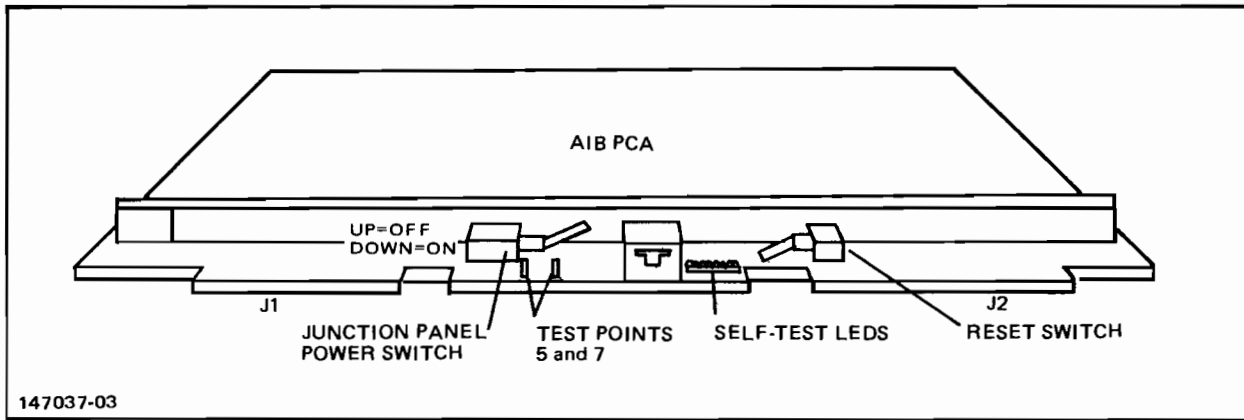 AIB PCA
UP=OFF
DOWN=ON
J1
J2
JUNCTION PANEL
POWER SWITCH
TEST POINTS
5 and 7
SELF-TEST LEDS
RESET SWITCH
147037-03